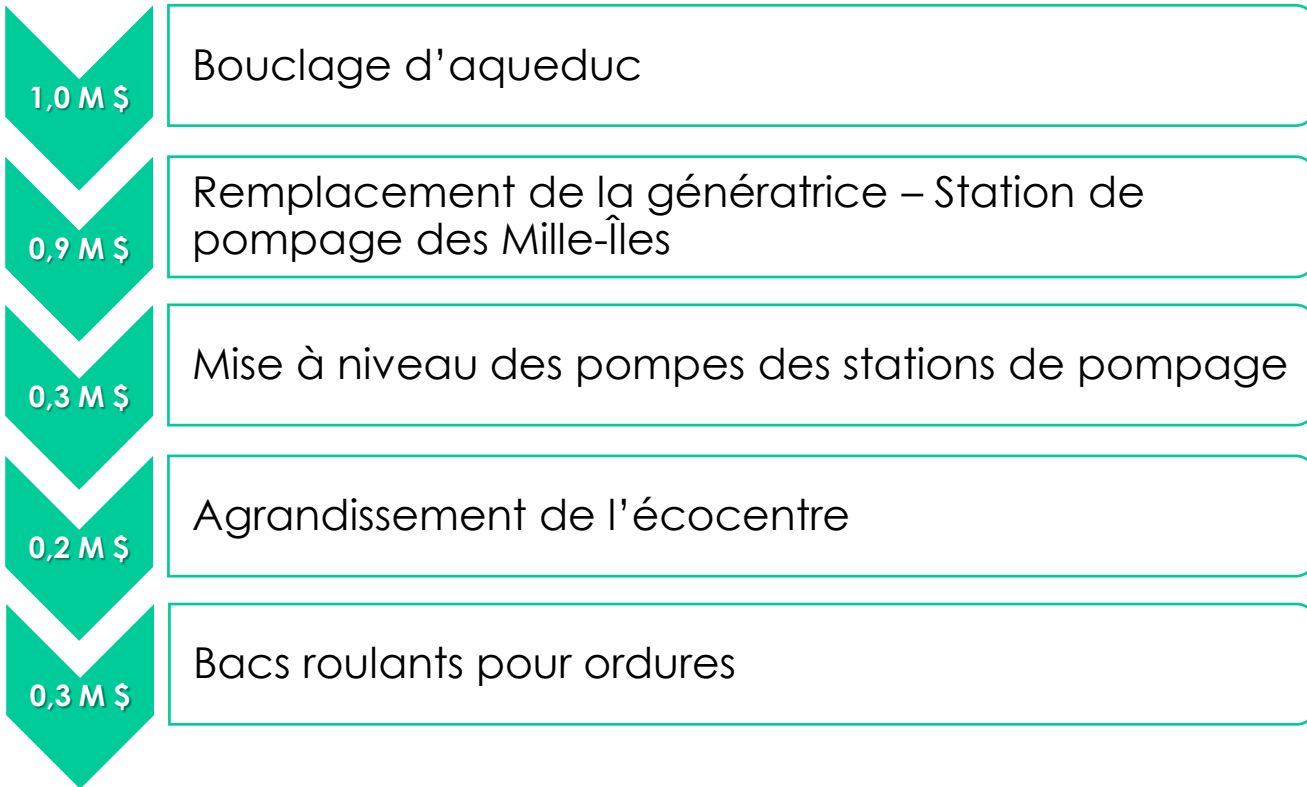 1,0 M $
Bouclage d’aqueduc
0,9 M $
Remplacement de la génératrice – Station de
pompage des Mille-Îles
0,3 M $
Mise à niveau des pompes des stations de pompage
0,2 M $
Agrandissement de l’écocentre
0,3 M $
Bacs roulants pour ordures